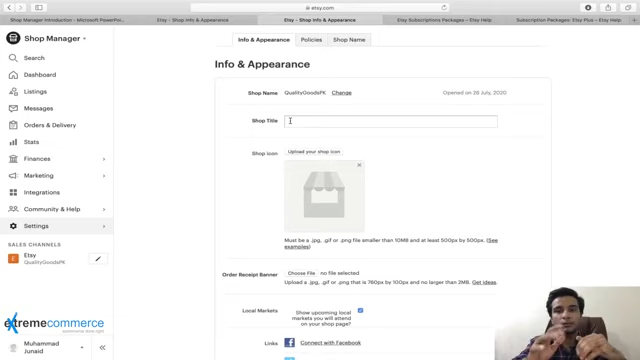 etsy.com
Shop Manager Introduction - Microsoft PowerPoi...
Etsy - Shop Info & Appearance
Etsy - Shop Info & Appearance
Etsy Subscriptions Packages – Etsy Help
Subscriptions Packages: Etsy Plus – Etsy Help
Shop Manager
Search
Dashboard
Listings
Messages
Orders & Delivery
Stats
Finances
Marketing
Integrations
Community & Help
Settings
SALES CHANNELS
E
Etsy
QualityGoodsPK
extremecommerce
Muhammad
Junaid
Info & Appearance
Policies
Shop Name
Info & Appearance
Shop Name
QualityGoodsPK
Change
Opened on 26 July, 2020
Shop Title
Shop icon
Upload your shop icon
Must be a .jpg, .gif or .png file smaller than 10MB and at least 500px by 500px. (See
examples)
Order Receipt Banner
Choose File
no file selected
Upload a .jpg, .gif or .png that is 760px by 100px and no larger than 2MB. Get ideas.
Local Markets
Show upcoming local
markets you will attend
on your shop page?
Links
Connect with Facebook